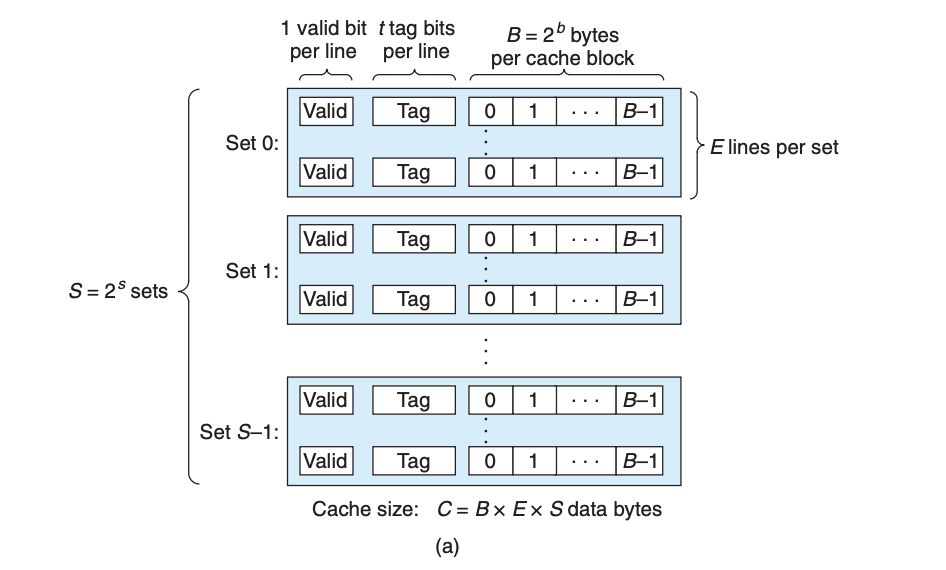 1 valid bit per line
t tag bits per line
B = 2^b bytes per cache block
Valid Tag 0 1 · · · B–1
Set 0:
E lines per set
Valid Tag 0 1 · · · B–1
Valid Tag 0 1 · · · B–1
Set 1:
Valid Tag 0 1 · · · B–1
S = 2^s sets
Valid Tag 0 1 · · · B–1
Set S–1:
Valid Tag 0 1 · · · B–1
Cache size: C = B × E × S data bytes
(a)